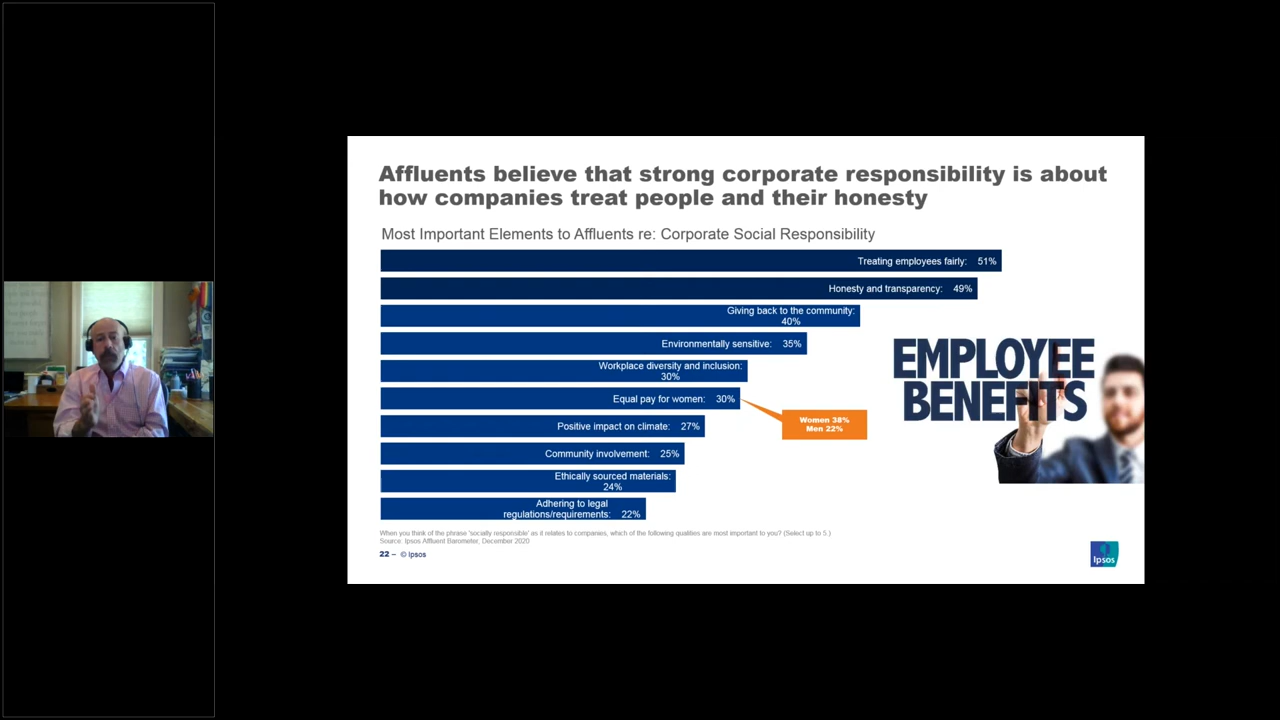 Affluents believe that strong corporate responsibility is about
how companies treat people and their honesty
Most Important Elements to Affluents re: Corporate Social Responsibility
Treating employees fairly: 51%
Honesty and transparency: 49%
Giving back to the community:
40%
Environmentally sensitive: 35%
Workplace diversity and inclusion:
30%
Equal pay for women: 30%
Women 38%
Men 22%
Positive impact on climate: 27%
Community involvement: 25%
Ethically sourced materials:
24%
Adhering to legal
regulations/requirements: 22%
EMPLOYEE
BENEFITS
When you think of the phrase 'socially responsible' as it relates to companies, which of the following qualities are most important to you? (Select up to 5.)
Source: Ipsos Affluent Barometer, December 2020
22 – © Ipsos
Ipsos